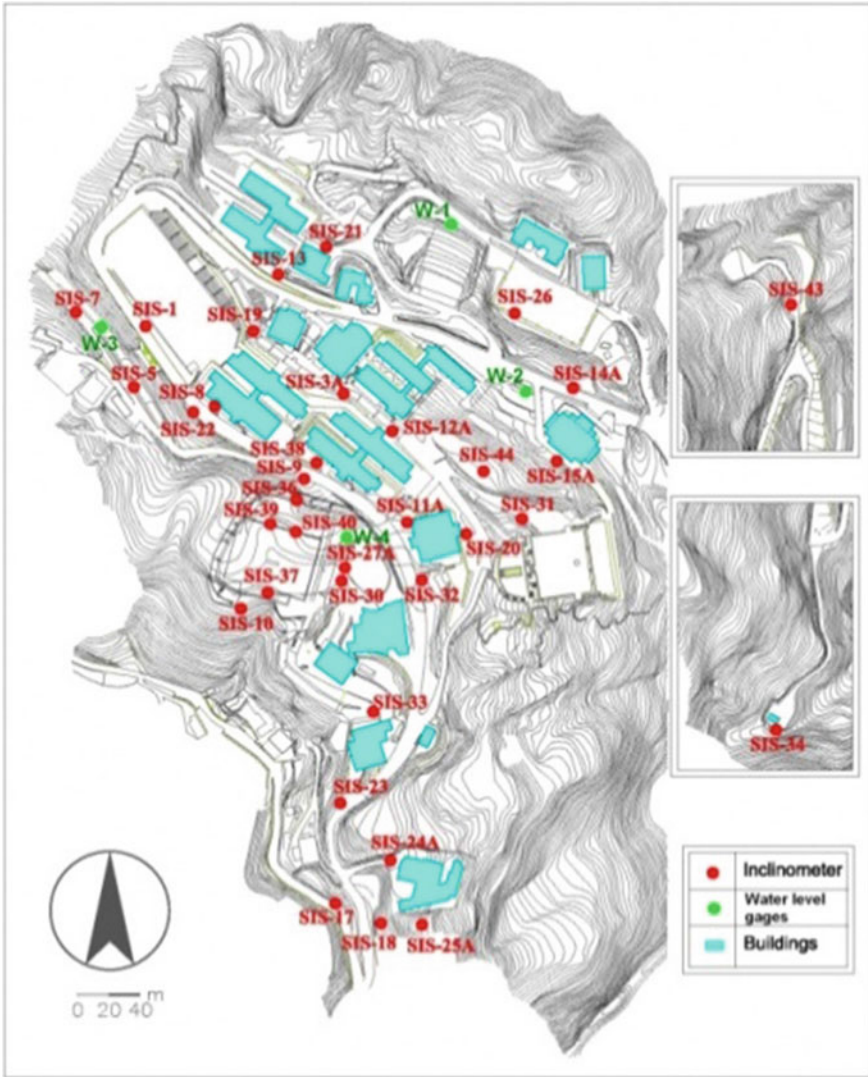 W-1
SIS-21
SIS-13
SIS-26
SIS-43
SIS-7
SIS-1
SIS-19
W-3
SIS-5
SIS-3A
W-2
SIS-14A
SIS-8
SIS-22
SIS-12A
SIS-38
SIS-9
SIS-44
SIS-15A
SIS-36
SIS-39
SIS-40
SIS-11A
SIS-31
W-4
SIS-20
SIS-27A
SIS-37
SIS-30
SIS-32
SIS-10
SIS-33
SIS-34
SIS-23
SIS-24A
SIS-17
SIS-18
SIS-25A
Inclinometer
Water level
gages
Buildings
m
0 20 40